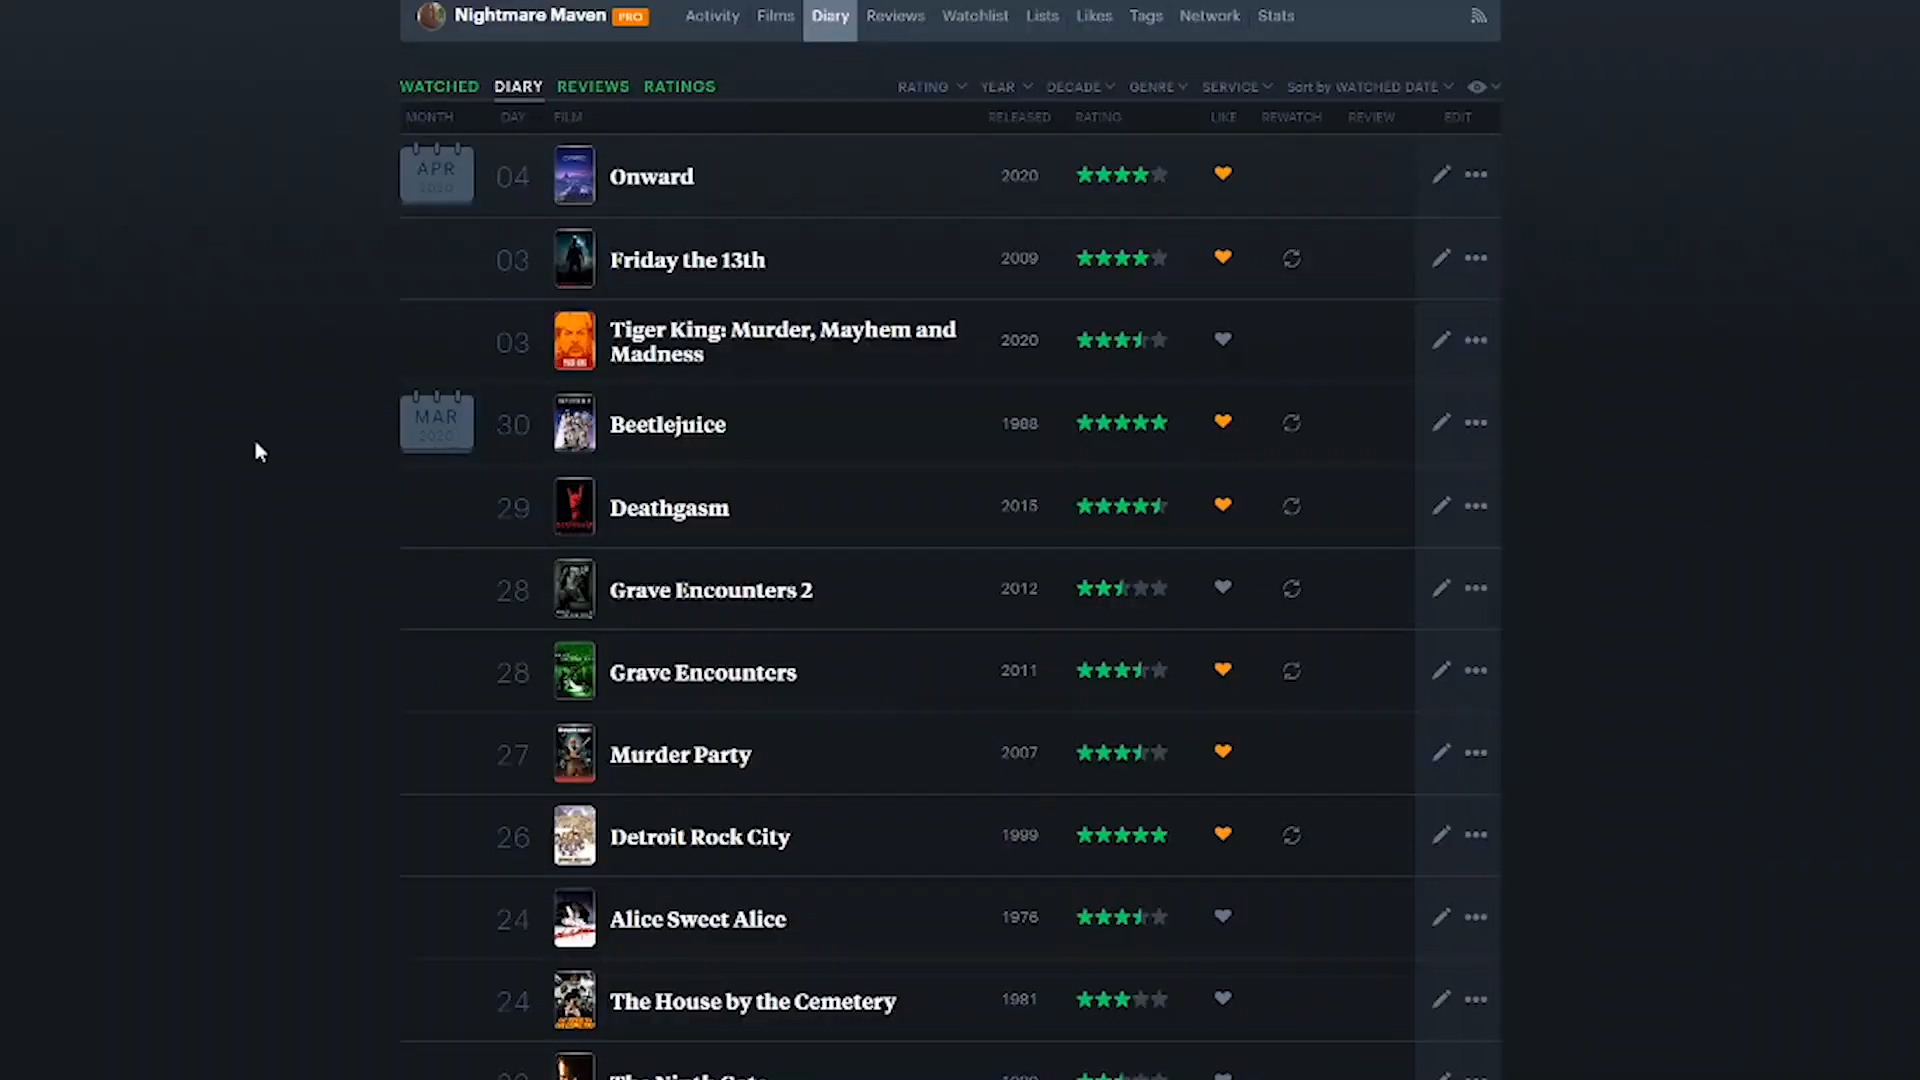 Nightmare Maven PRO Activity Films Diary Reviews Watchlist Lists Likes Tags Network Stats
WATCHED DIARY REVIEWS RATINGS RATING YEAR DECADE GENRE SERVICE Sort by WATCHED DATE
MONTH DAY FILM RELEASED RATING LIKE REWATCH REVIEW EDIT
APR 2020 04 Onward 2020
03 Friday the 13th 2009
03 Tiger King: Murder, Mayhem and
Madness 2020
MAR 2020 30 Beetlejuice 1988
29 Deathgasm 2015
28 Grave Encounters 2 2012
28 Grave Encounters 2011
27 Murder Party 2007
26 Detroit Rock City 1999
24 Alice Sweet Alice 1976
24 The House by the Cemetery 1981